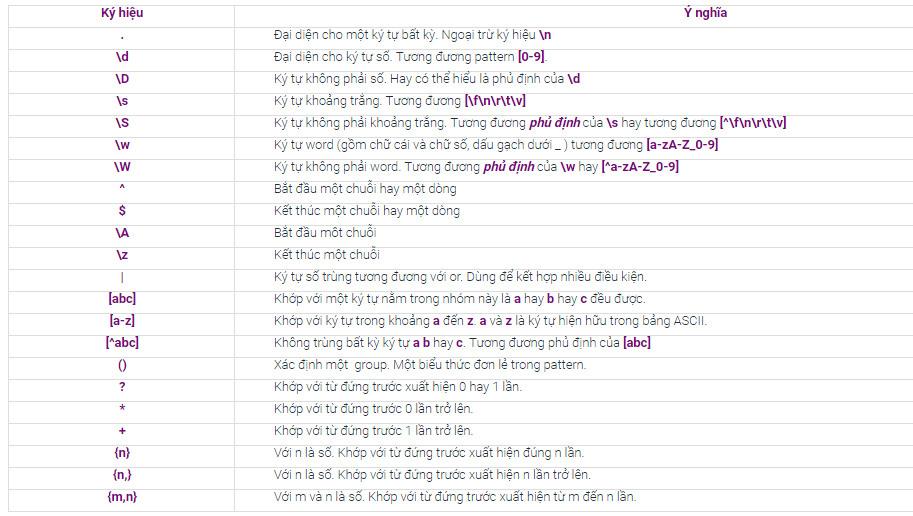 Ký hiệu Ý nghĩa
. Đại diện cho một ký tự bất kỳ. Ngoại trừ ký hiệu \n
\d Đại diện cho ký tự số. Tương đương pattern [0-9].
\D Ký tự không phải số. Hay có thể hiểu là phủ định của \d
\s Ký tự khoảng trắng. Tương đương [\f\n\r\t\v]
\S Ký tự không phải khoảng trắng. Tương đương phủ định của \s hay tương đương [^\f\n\r\t\v]
\w Ký tự word (gồm chữ cái và chữ số, dấu gạch dưới _ ) tương đương [a-zA-Z_0-9]
\W Ký tự không phải word. Tương đương phủ định của \w hay [^a-zA-Z_0-9]
^ Bắt đầu một chuỗi hay một dòng
$ Kết thúc một chuỗi hay một dòng
\A Bắt đầu một chuỗi
\z Kết thúc một chuỗi
| Ký tự số trùng tương đương với or. Dùng để kết hợp nhiều điều kiện.
[abc] Khớp với một ký tự nằm trong nhóm này là a hay b hay c đều được.
[a-z] Khớp với ký tự trong khoảng a đến z. a và z là ký tự hiện hữu trong bảng ASCII.
[^abc] Không trùng bất kỳ ký tự a b hay c. Tương đương phủ định của [abc]
() Xác định một group. Một biểu thức đơn lẻ trong pattern.
? Khớp với từ đứng trước xuất hiện 0 hay 1 lần.
* Khớp với từ đứng trước 0 lần trở lên.
+ Khớp với từ đứng trước 1 lần trở lên.
{n} Với n là số. Khớp với từ đứng trước xuất hiện đúng n lần.
{n,} Với n là số. Khớp với từ đứng trước xuất hiện n lần trở lên.
{m,n} Với m và n là số. Khớp với từ đứng trước xuất hiện từ m đến n lần.